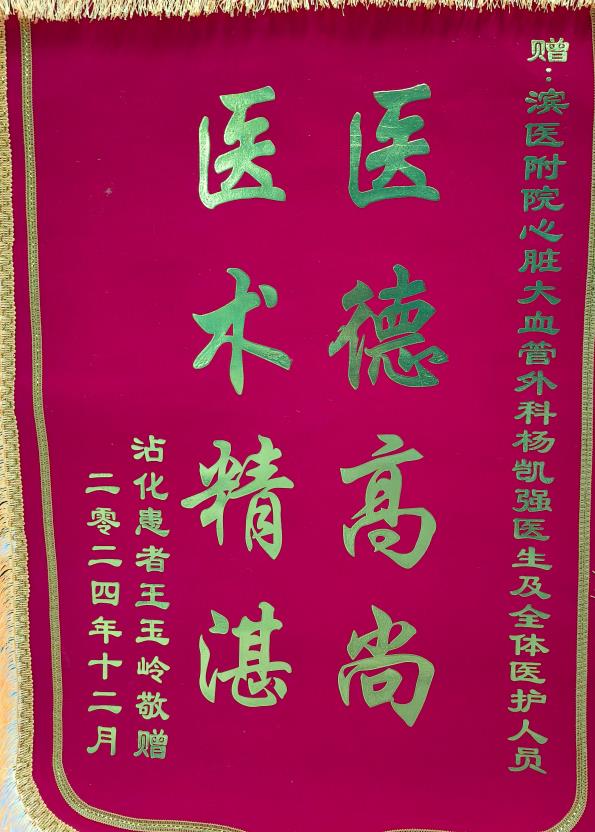 赠：滨医附院心脏大血管外科杨凯强医生及全体医护人员
医德高尚
医术精湛
沾化患者王玉岭敬赠
二零二四年十二月